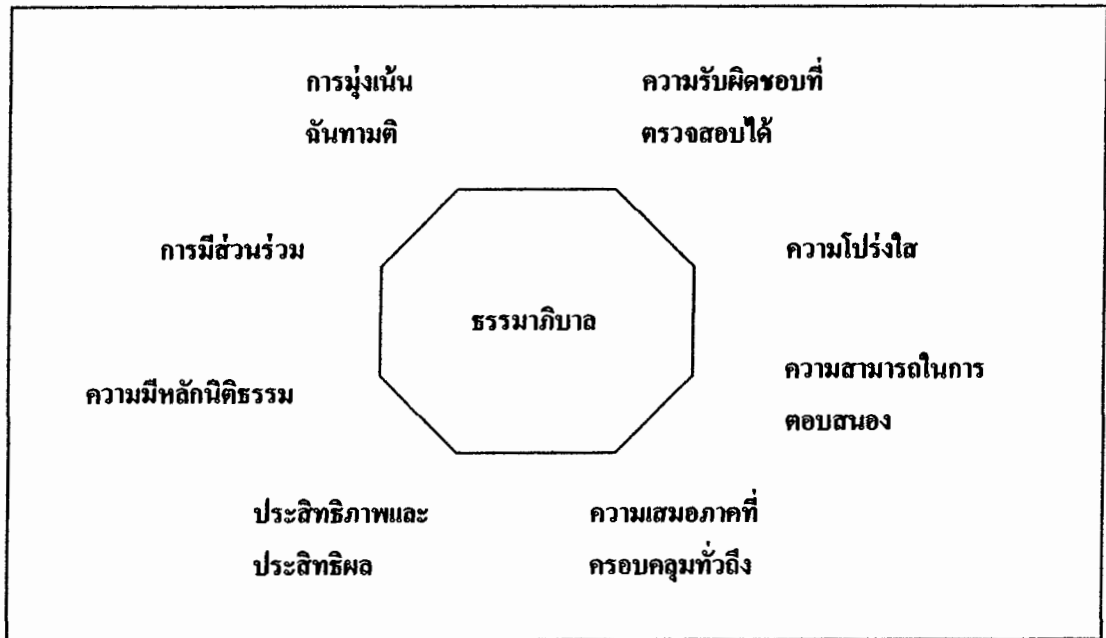 การมุ่งเน้น
ฉันทามติ
ความรับผิดชอบที่
ตรวจสอบได้
การมีส่วนร่วม
ความโปร่งใส
ธรรมาภิบาล
ความมีหลักนิติธรรม
ความสามารถในการ
ตอบสนอง
ประสิทธิภาพและ
ประสิทธิผล
ความเสมอภาคที่
ครอบคลุมทั่วถึง